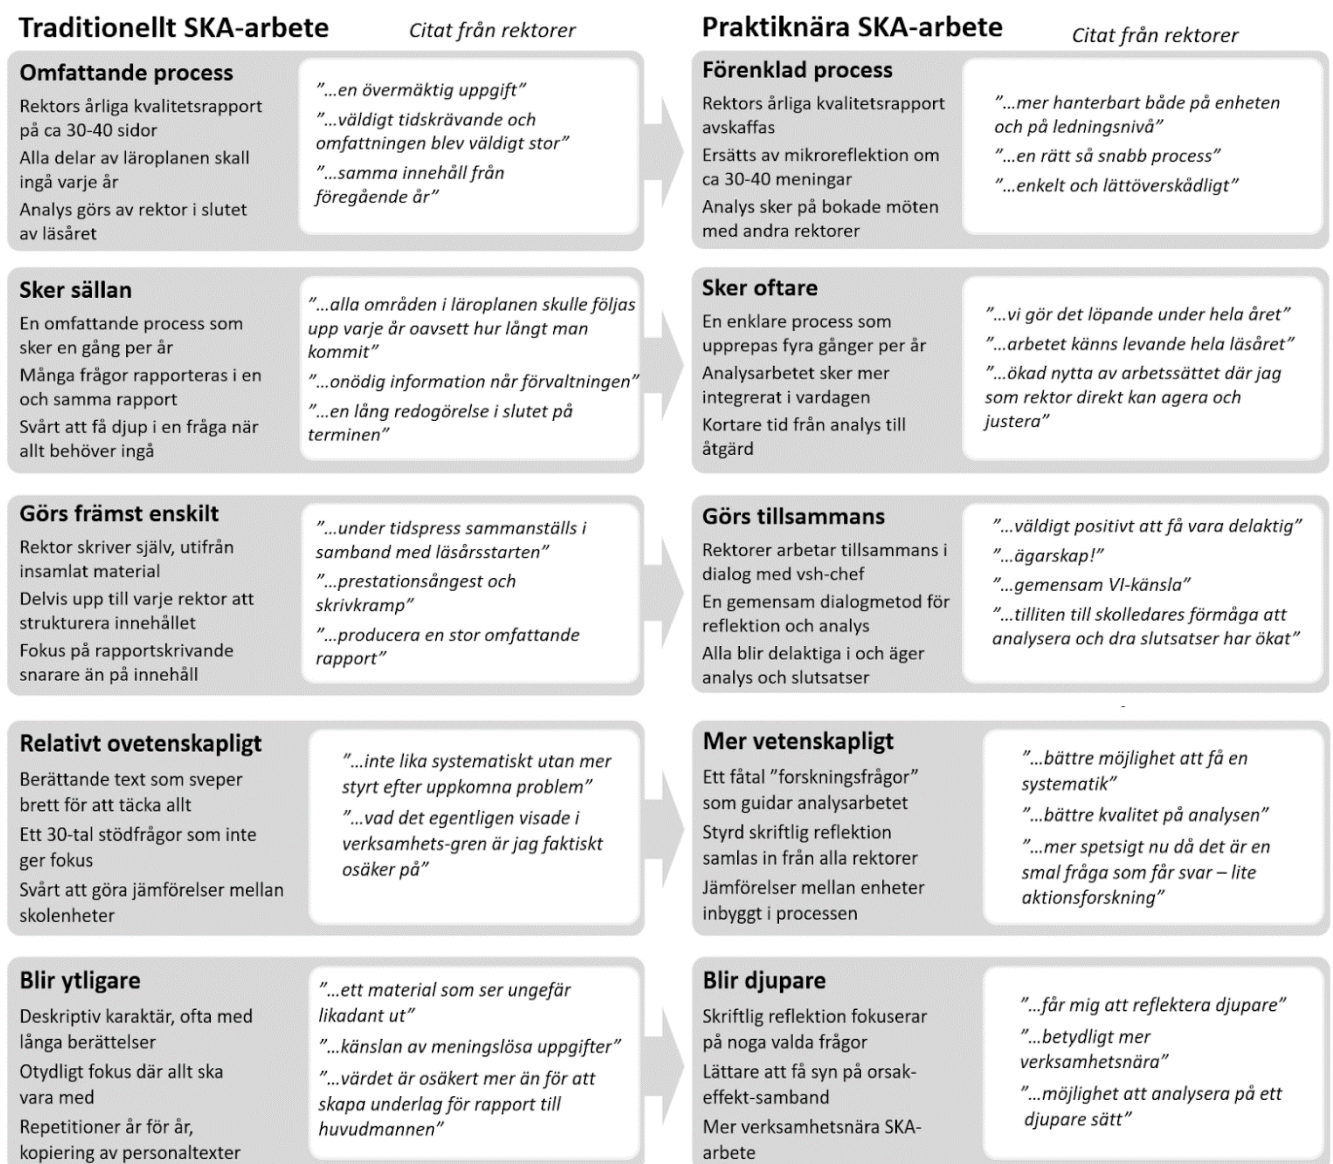 Traditionellt SKA-arbete
Citat från rektorer
Omfattande process
Rektors årliga kvalitetsrapport
på ca 30-40 sidor
Alla delar av läroplanen skall
ingå varje år
Analys görs av rektor i slutet
av läsåret
”…en övermäktig uppgift”
”…väldigt tidskrävande och
omfattningen blev väldigt stor”
”…samma innehåll från
föregående år”
Praktiknära SKA-arbete
Citat från rektorer
Förenklad process
Rektors årliga kvalitetsrapport
avskaffas
Ersätts av mikroreflektion om
ca 30-40 meningar
Analys sker på bokade möten
med andra rektorer
”…mer hanterbart både på enheten
och på ledningsnivå”
”…en rätt så snabb process”
”…enkelt och lättöverskådligt”
Sker sällan
En omfattande process som
sker en gång per år
Många frågor rapporteras i en
och samma rapport
Svårt att få djup i en fråga när
allt behöver ingå
”…alla områden i läroplanen skulle följas
upp varje år oavsett hur långt man
kommit”
”…onödig information når förvaltningen”
”…en lång redogörelse i slutet på
terminen”
Sker oftare
En enklare process som
upprepas fyra gånger per år
Analysarbetet sker mer
integrerat i vardagen
Kortare tid från analys till
åtgärd
”…vi gör det löpande under hela året”
”…arbetet känns levande hela läsåret”
”…ökad nytta av arbetssättet där jag
som rektor direkt kan agera och
justera”
Görs främst enskilt
Rektor skriver själv, utifrån
insamlat material
Delvis upp till varje rektor att
strukturera innehållet
Fokus på rapportskrivande
snarare än på innehåll
”…under tidspress sammanställs i
samband med läsårsstarten”
”…prestationsångest och
skrivkramp”
”…producera en stor omfattande
rapport”
Görs tillsammans
Rektorer arbetar tillsammans i
dialog med vsh-chef
En gemensam dialogmetod för
reflektion och analys
Alla blir delaktiga i och äger
analys och slutsatser
”…väldigt positivt att få vara delaktig”
”…ägarskap!”
”…gemensam VI-känsla”
”…tilliten till skolledares förmåga att
analysera och dra slutsatser har ökat”
Relativt ovetenskapligt
Berättande text som sveper
brett för att täcka allt
Ett 30-tal stödfrågor som inte
ger fokus
Svårt att göra jämförelser mellan
skolenheter
”…inte lika systematiskt utan mer
styrt efter uppkomna problem”
”…vad det egentligen visade i
verksamhets-gren är jag faktiskt
osäker på”
Mer vetenskapligt
Ett fåtal ”forskningsfrågor”
som guidar analysarbetet
Styrd skriftlig reflektion
samlas in från alla rektorer
Jämförelser mellan enheter
inbyggt i processen
”…bättre möjlighet att få en
systematik”
”…bättre kvalitet på analysen”
”…mer spetsigt nu då det är en
smal fråga som får svar – lite
aktionsforskning”
Blir ytligare
Deskriptiv karaktär, ofta med
långa berättelser
Otydligt fokus där allt ska
vara med
Repetitioner år för år,
kopiering av personaltexter
”…ett material som ser ungefär
likadant ut”
”…känslan av meningslösa uppgifter”
”…värdet är osäkert mer än för att
skapa underlag för rapport till
huvudmannen”
Blir djupare
Skriftlig reflektion fokuserar
på noga valda frågor
Lättare att få syn på orsak-
effekt-samband
Mer verksamhetsnära SKA-
arbete
”…får mig att reflektera djupare”
”…betydligt mer
verksamhetsnära”
”…möjlighet att analysera på ett
djupare sätt”